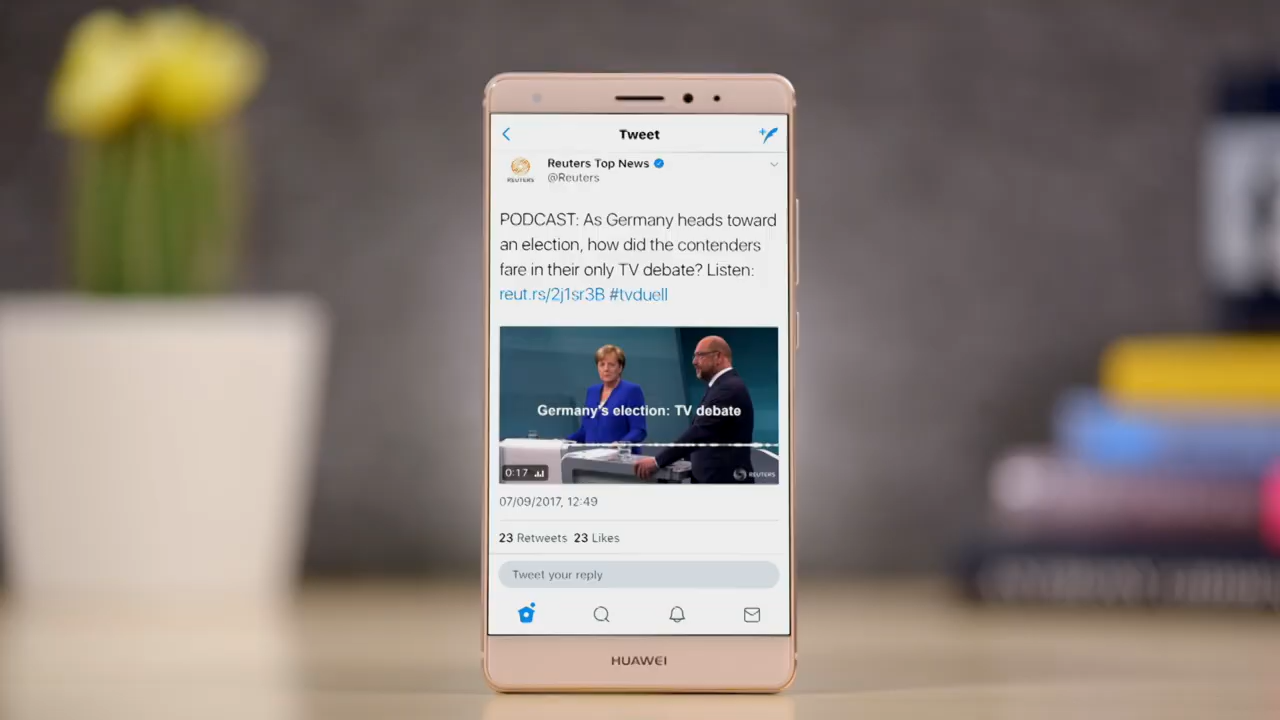 Tweet
Reuters Top News
@Reuters
REUTERS
PODCAST: As Germany heads toward
an election, how did the contenders
fare in their only TV debate? Listen:
reut.rs/2j1sr3B #tvduell
Germany's election: TV debate
0:17
REUTERS
07/09/2017, 12:49
23 Retweets 23 Likes
Tweet your reply
HUAWEI